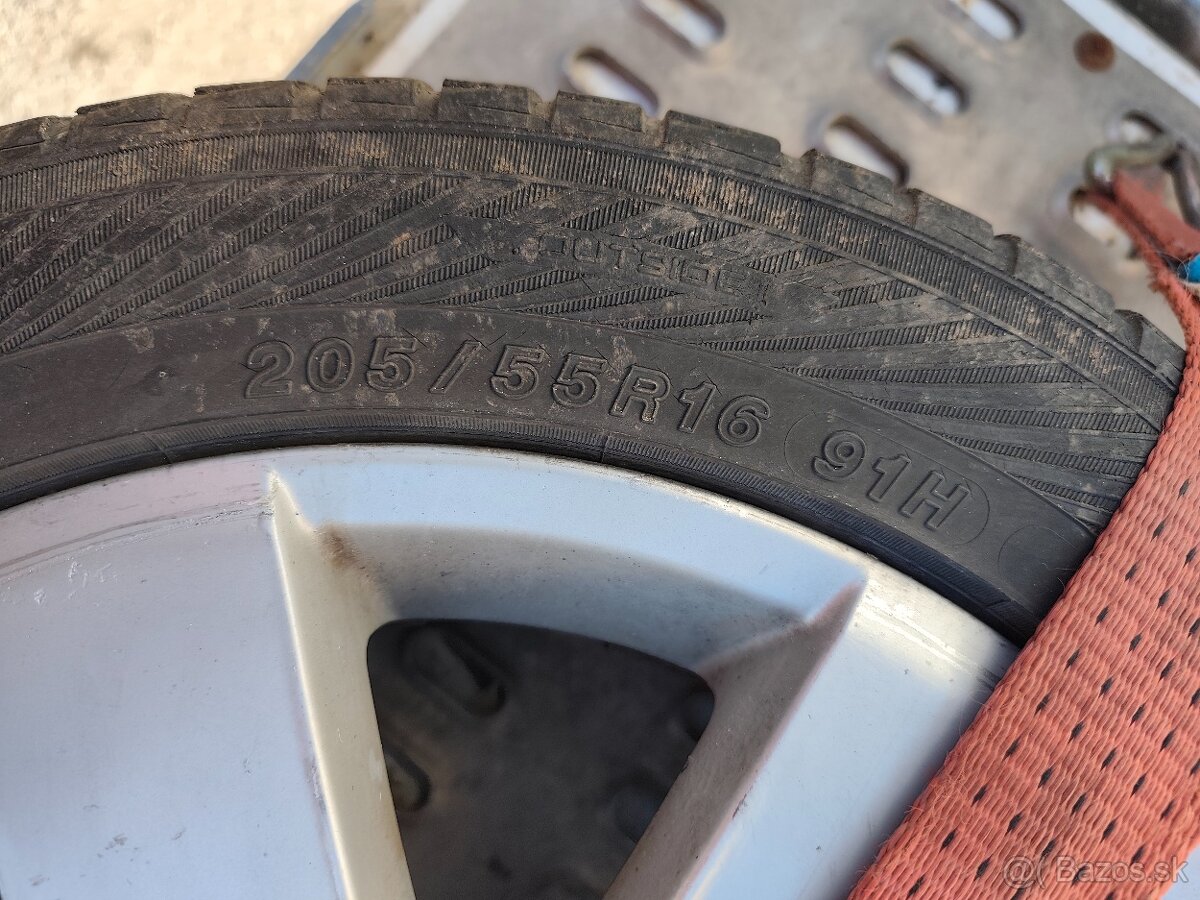 OUTSIDE
205/55R16 91H
Bazos.sk